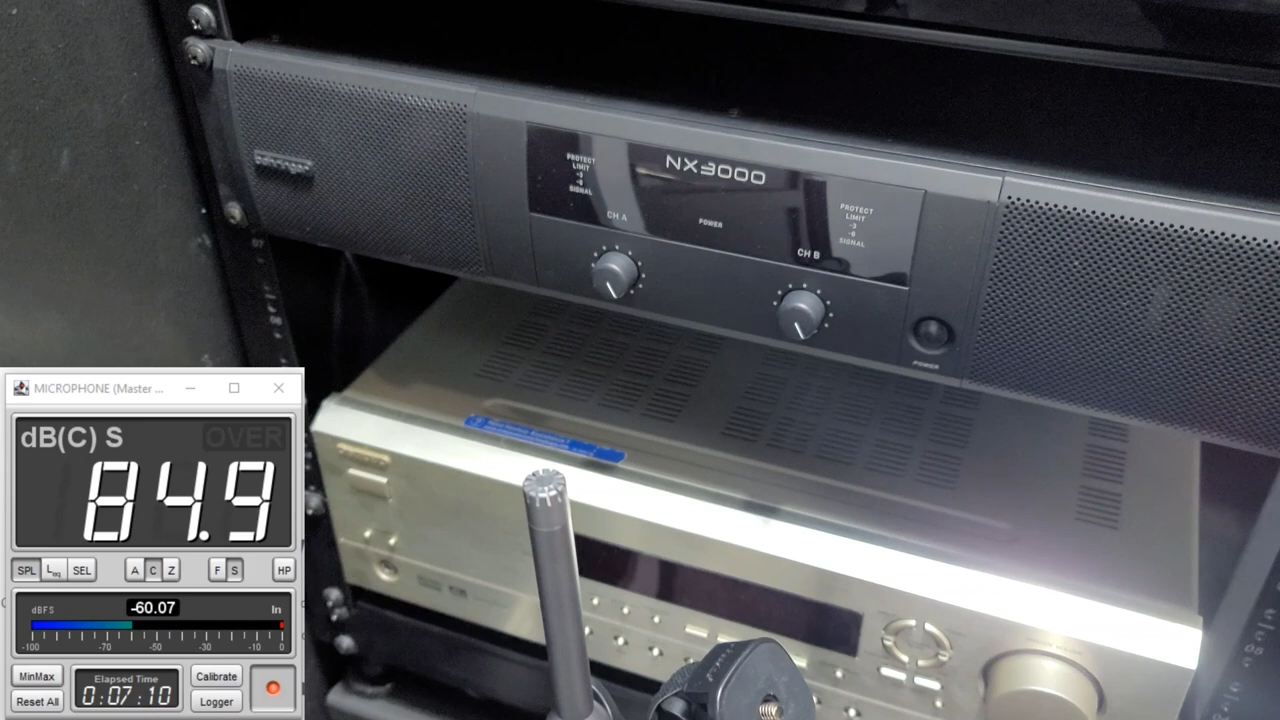 NX3000
PROTECT
LIMIT
-3
-6
SIGNAL
CH A
POWER
PROTECT
LIMIT
-3
-6
SIGNAL
CH B
POWER
MICROPHONE (Master ...
dB(C) S
OVER
84.9
SPL Leq SEL A C Z F S HP
dBFS -60.07 In
-100 -70 -50 -30 -10 0
MinMax
Elapsed Time
0:07:10
Calibrate
Reset All
Logger